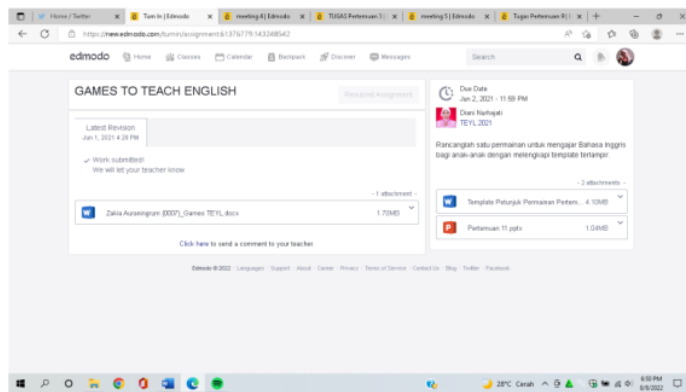 Home / Twitter
Turn In | Edmodo
meeting 4 | Edmodo
TUGAS Pertemuan 3 |
meeting 5 | Edmodo
Tugas Pertemuan 9 |
https://new.edmodo.com/turnin/assignment:61376779:143248542
edmodo
Home
Classes
Calendar
Backpack
Discover
Messages
Search
GAMES TO TEACH ENGLISH
Resubmit Assignment
Latest Revision
Jan 1, 2021 4:20 PM
Work submitted!
We will let your teacher know
- 1 attachment -
Zakia Auraningrum (0007)_Games TEYL.docx
1.70MB
Click here to send a comment to your teacher
Due Date
Jan 2, 2021 - 11:59 PM
Diani Nurhajati
TEYL 2021
Rancanglah satu permainan untuk mengajar Bahasa Inggris
bagi anak-anak dengan melengkapi template terlampir.
- 2 attachments -
Template Petunjuk Permainan Pertem... 4.10MB
Pertemuan 11.pptx
1.04MB
Edmodo © 2022 · Languages · Support · About · Career · Privacy · Terms of Service · Contact Us · Blog · Twitter · Facebook
28°C Cerah
6:50 PM
8/8/2022